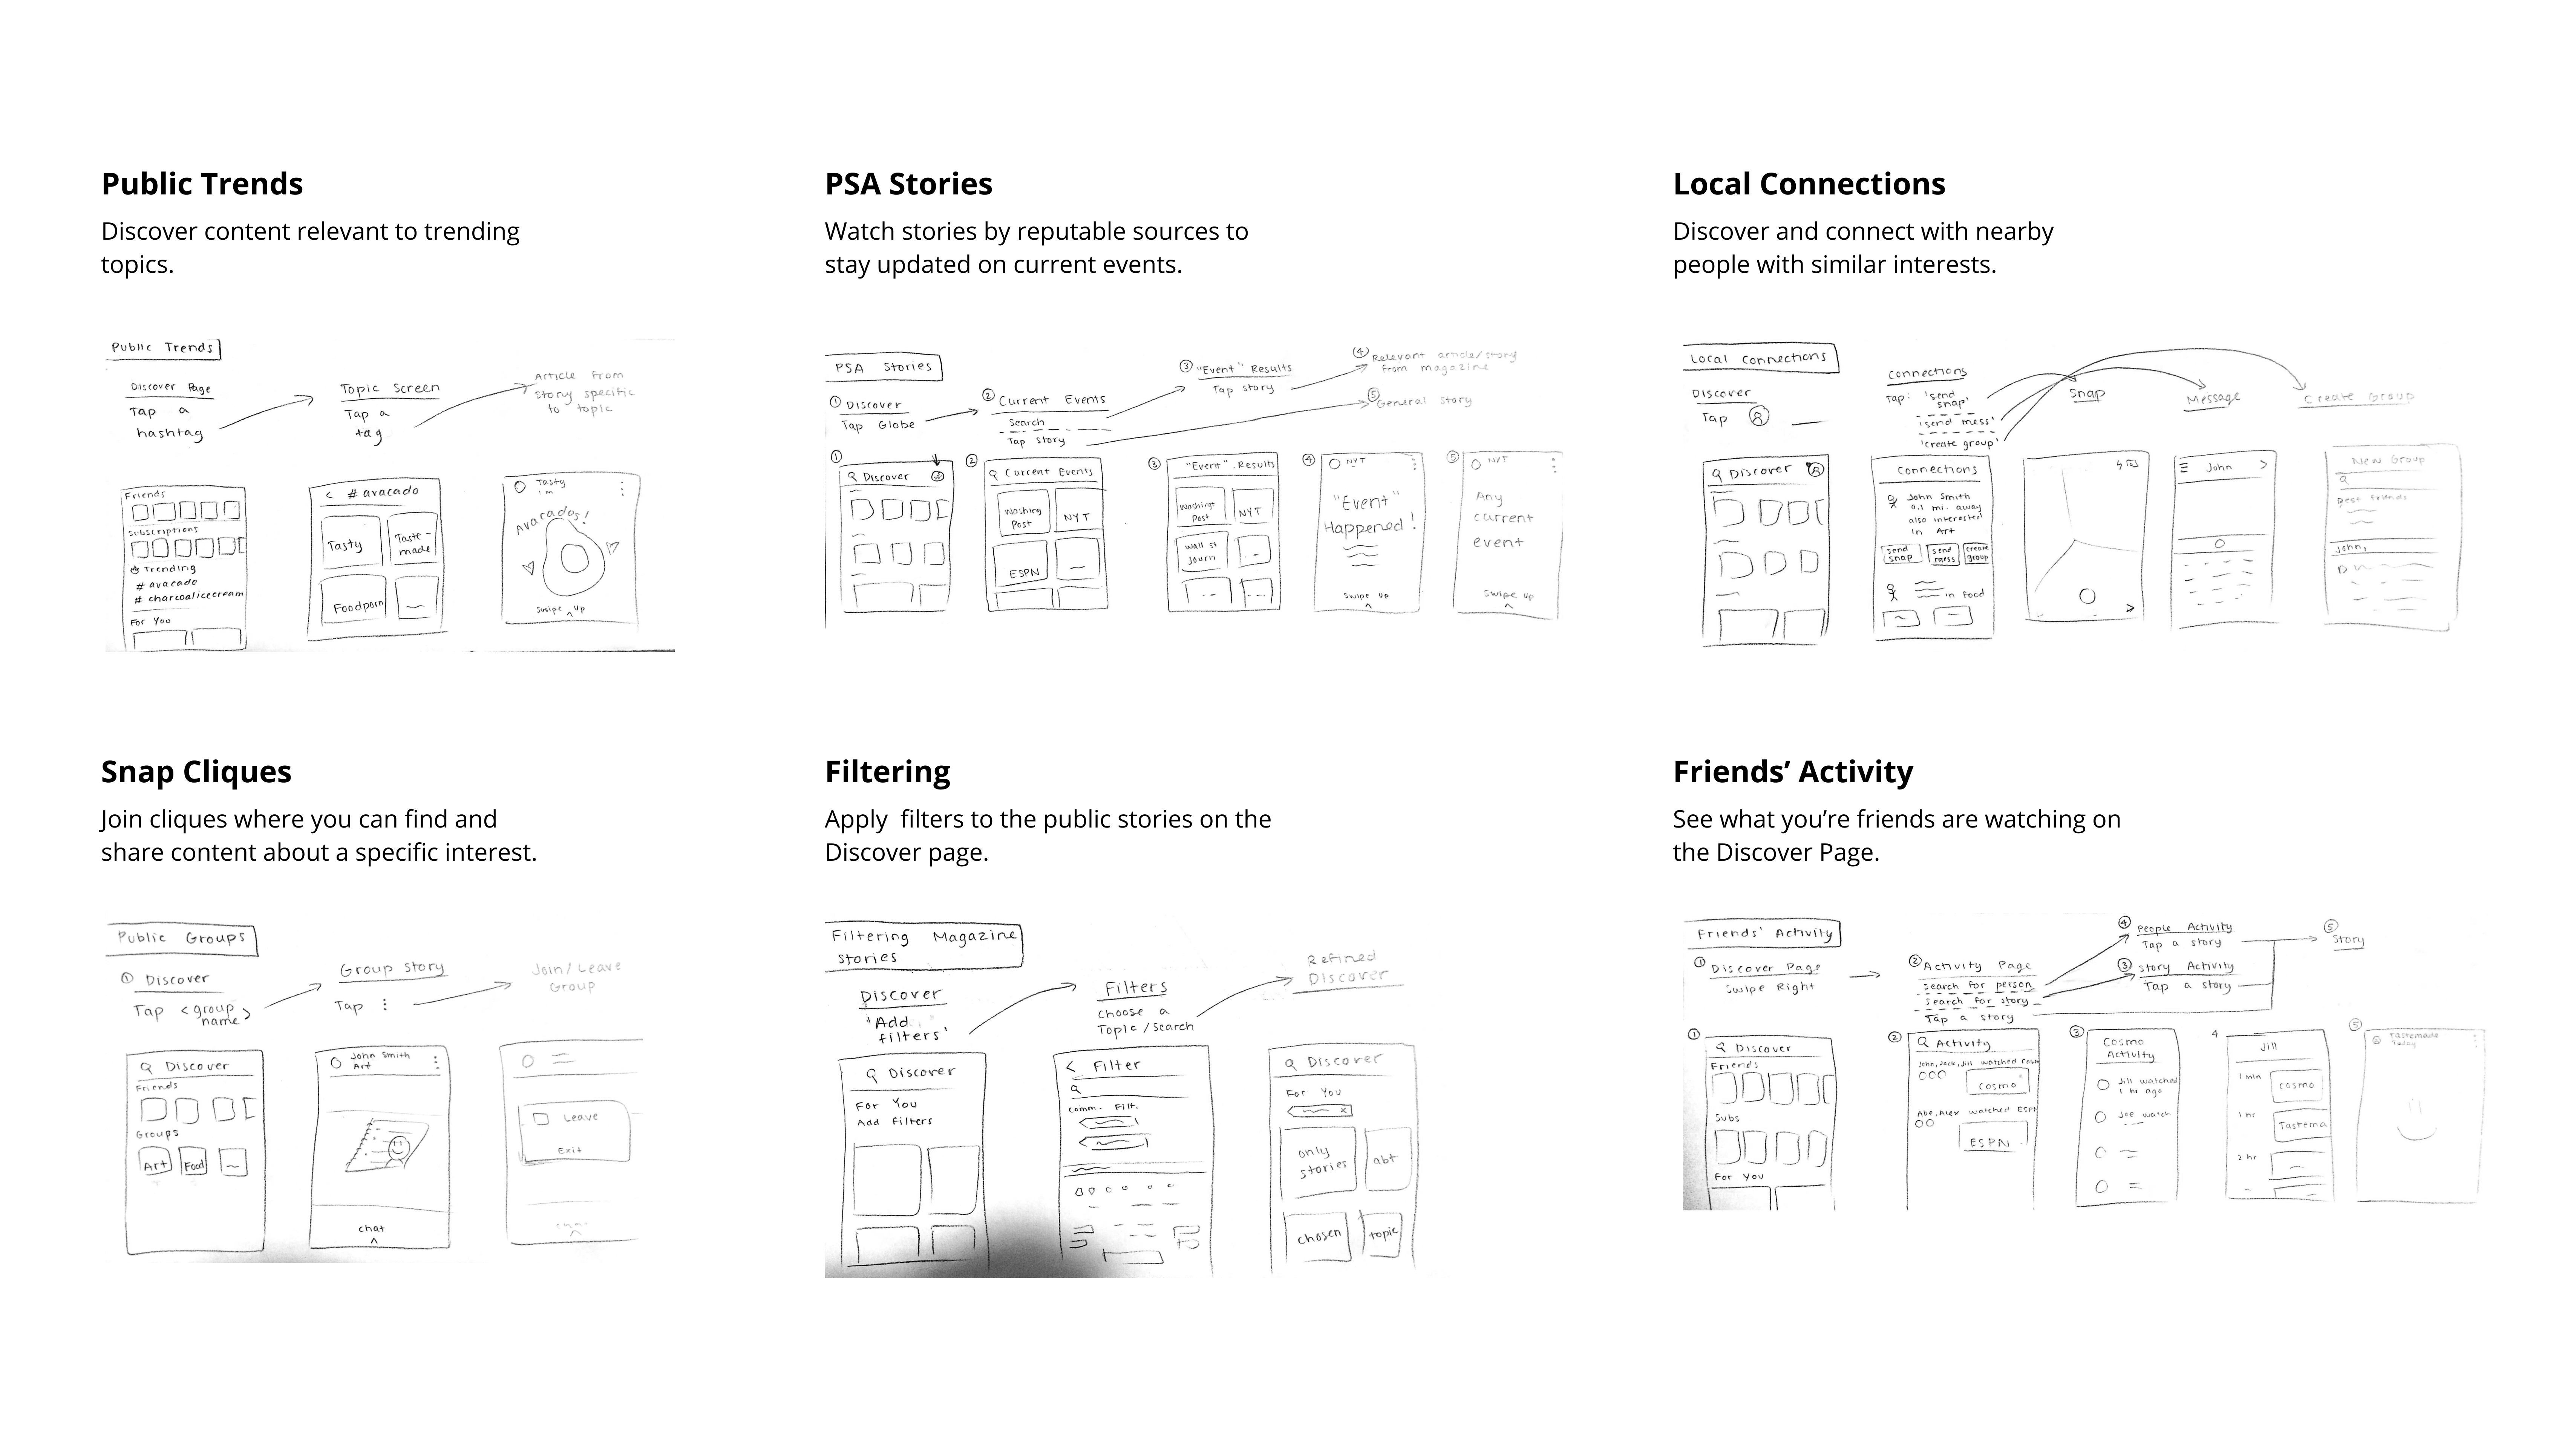 Public Trends
Discover content relevant to trending
topics.
Public Trends
Discover Page
Tap a
hashtag
Topic Screen
Tap a
tag
Article from
story specific
to topic
Friends
Subscriptions
Trending
# avacado
# charcoalicecream
For You
< # avacado
Tasty
Taste-
made
Foodporn
Tasty
1 m
Avacados!
Swipe Up
PSA Stories
Watch stories by reputable sources to
stay updated on current events.
PSA Stories
① Discover
Tap Globe
② Current Events
Search
Tap story
③ "Event" Results
Tap story
④ Relevant article/story
from magazine
⑤ General Story
①
Discover
②
Current Events
Washing
Post
NYT
ESPN
③
"Event" Results
Washingt
Post
NYT
Wall st
Journ
④
NYT
"Event"
Happened!
Swipe up
⑤
NYT
Any
current
event
Swipe up
Local Connections
Discover and connect with nearby
people with similar interests.
Local Connections
Discover
Tap
Connections
Tap: 'send
snap'
'send mess'
'create group'
Snap
Message
Create Group
Discover
Connections
John Smith
0.1 mi. away
also interested
in Art
send
snap
send
mess
create
group
in Food
John
New Group
Best Friends
John,
Snap Cliques
Join cliques where you can find and
share content about a specific interest.
Public Groups
① Discover
Tap <group
name>
Group Story
Tap ⋮
Join/Leave
Group
Discover
Friends
Groups
Art
Food
John Smith
Art
chat
Leave
Exit
Filtering
Apply  filters to the public stories on the
Discover page.
Filtering Magazine
Stories
Discover
'Add
filters'
Filters
Choose a
Topic/Search
Refined
Discover
Discover
For You
Add Filters
< Filter
comm. Filt.
Discover
For You
x
only
stories
abt
chosen
topic
Friends’ Activity
See what you’re friends are watching on
the Discover Page.
Friends' Activity
① Discover Page
Swipe Right
② Activity Page
Search for person
Search for story
Tap a story
④ People Activity
Tap a story
③ Story Activity
Tap a story
⑤
Story
①
Discover
Friends
Subs
For You
②
Activity
John, Jack, Jill watched Cosm
Cosmo
Abe, Alex watched ESPN
ESPN
③
Cosmo
Activity
Jill watched
1 hr ago
Joe watch
4
Jill
1 min
cosmo
1 hr
Tastema
2 hr
⑤
Tastemade